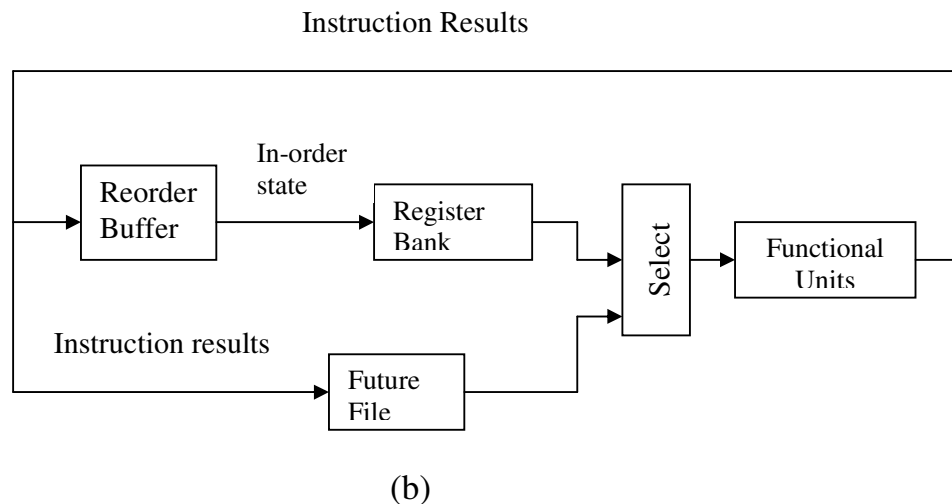 Instruction Results
In-order
state
Reorder
Buffer
Register
Bank
Select
Functional
Units
Instruction results
Future
File
(b)